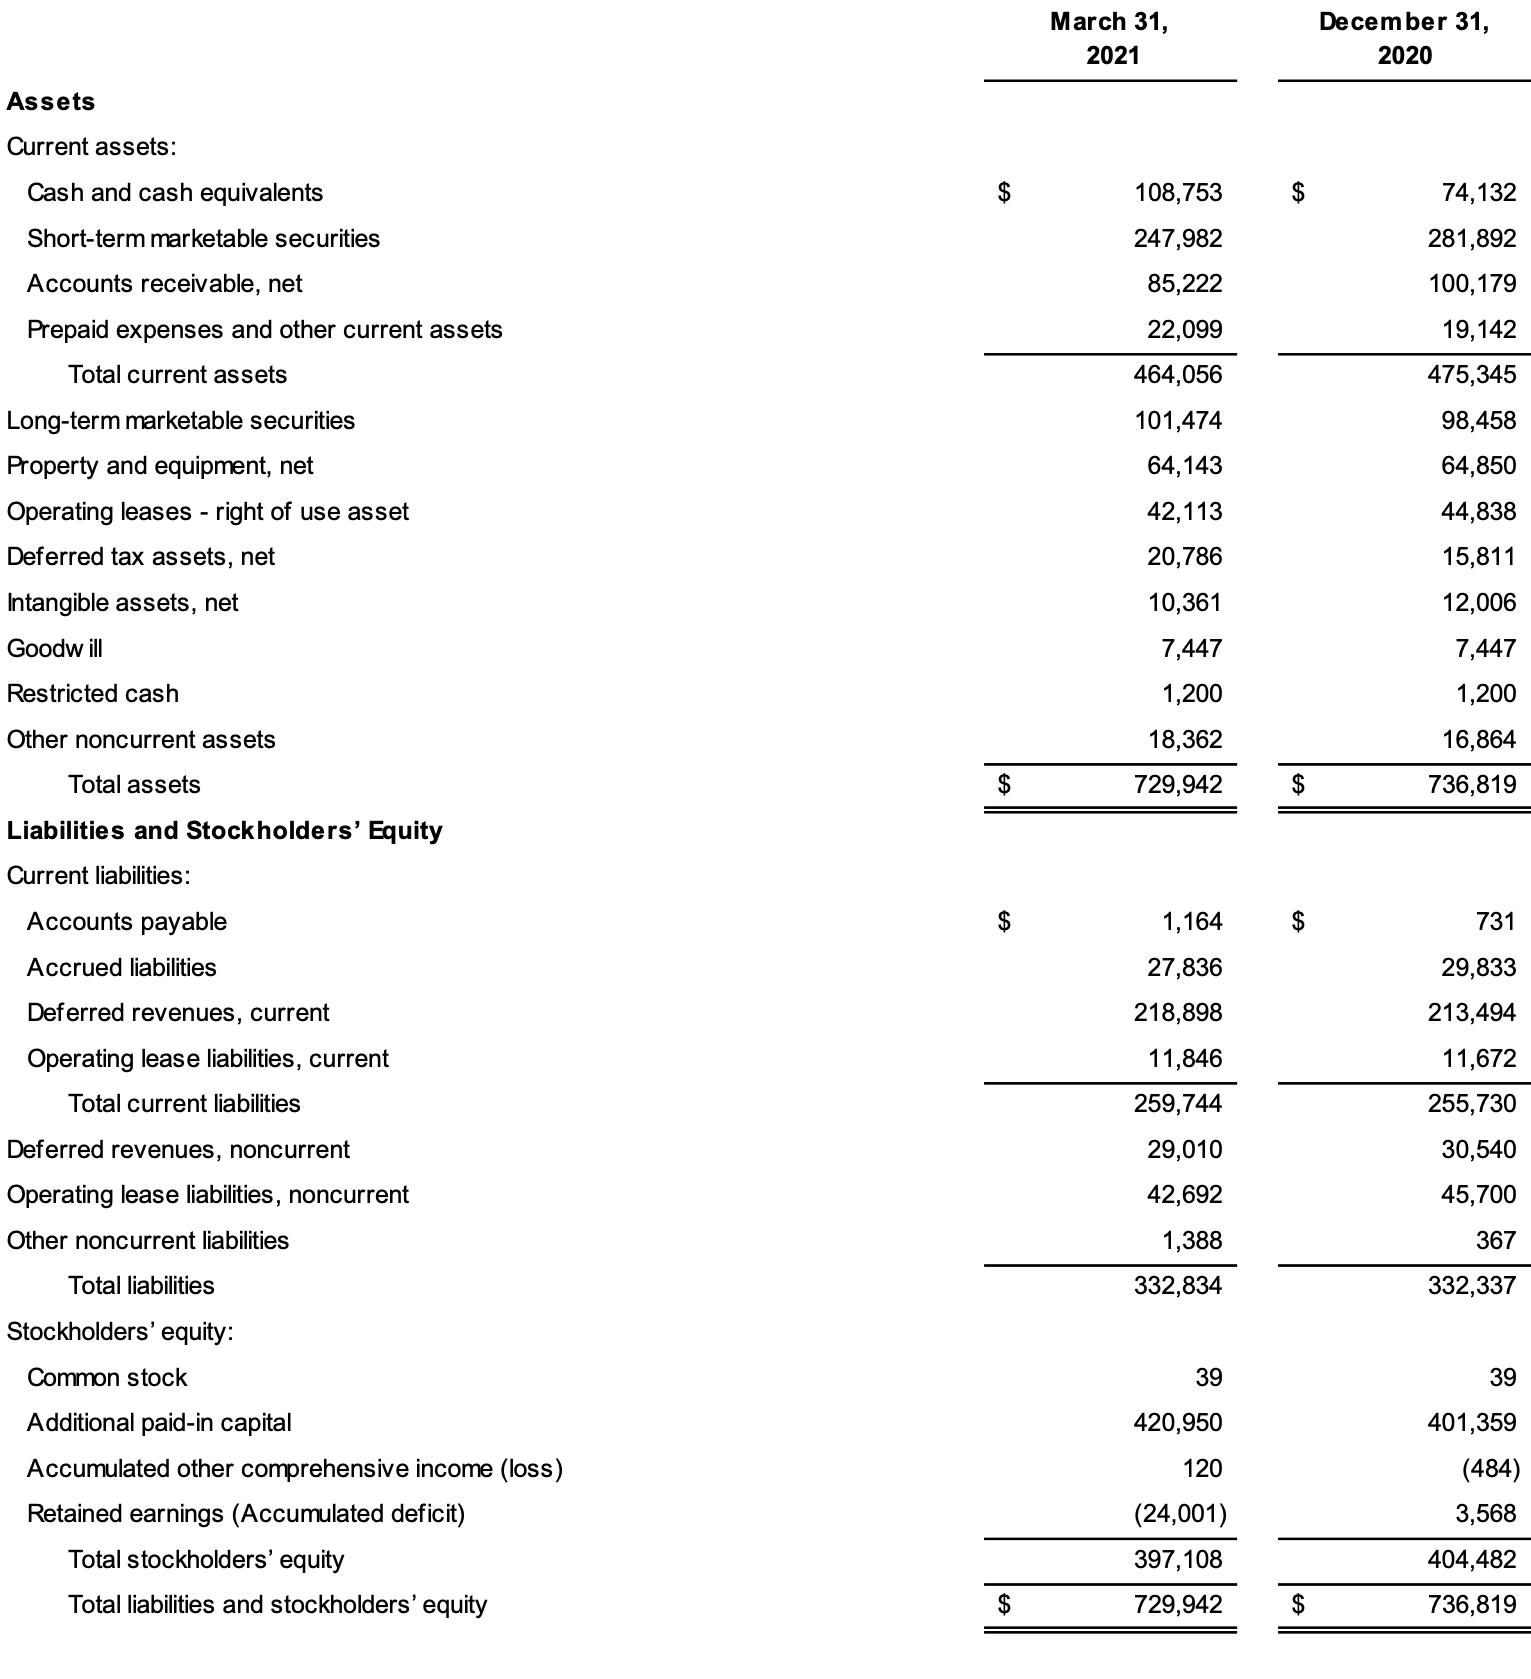 March 31, December 31,
2021 2020
Assets
Current assets:
Cash and cash equivalents $ 108,753 $ 74,132
Short-term marketable securities 247,982 281,892
Accounts receivable, net 85,222 100,179
Prepaid expenses and other current assets 22,099 19,142
Total current assets 464,056 475,345
Long-term marketable securities 101,474 98,458
Property and equipment, net 64,143 64,850
Operating leases - right of use asset 42,113 44,838
Deferred tax assets, net 20,786 15,811
Intangible assets, net 10,361 12,006
Goodwill 7,447 7,447
Restricted cash 1,200 1,200
Other noncurrent assets 18,362 16,864
Total assets $ 729,942 $ 736,819
Liabilities and Stockholders’ Equity
Current liabilities:
Accounts payable $ 1,164 $ 731
Accrued liabilities 27,836 29,833
Deferred revenues, current 218,898 213,494
Operating lease liabilities, current 11,846 11,672
Total current liabilities 259,744 255,730
Deferred revenues, noncurrent 29,010 30,540
Operating lease liabilities, noncurrent 42,692 45,700
Other noncurrent liabilities 1,388 367
Total liabilities 332,834 332,337
Stockholders’ equity:
Common stock 39 39
Additional paid-in capital 420,950 401,359
Accumulated other comprehensive income (loss) 120 (484)
Retained earnings (Accumulated deficit) (24,001) 3,568
Total stockholders’ equity 397,108 404,482
Total liabilities and stockholders’ equity $ 729,942 $ 736,819